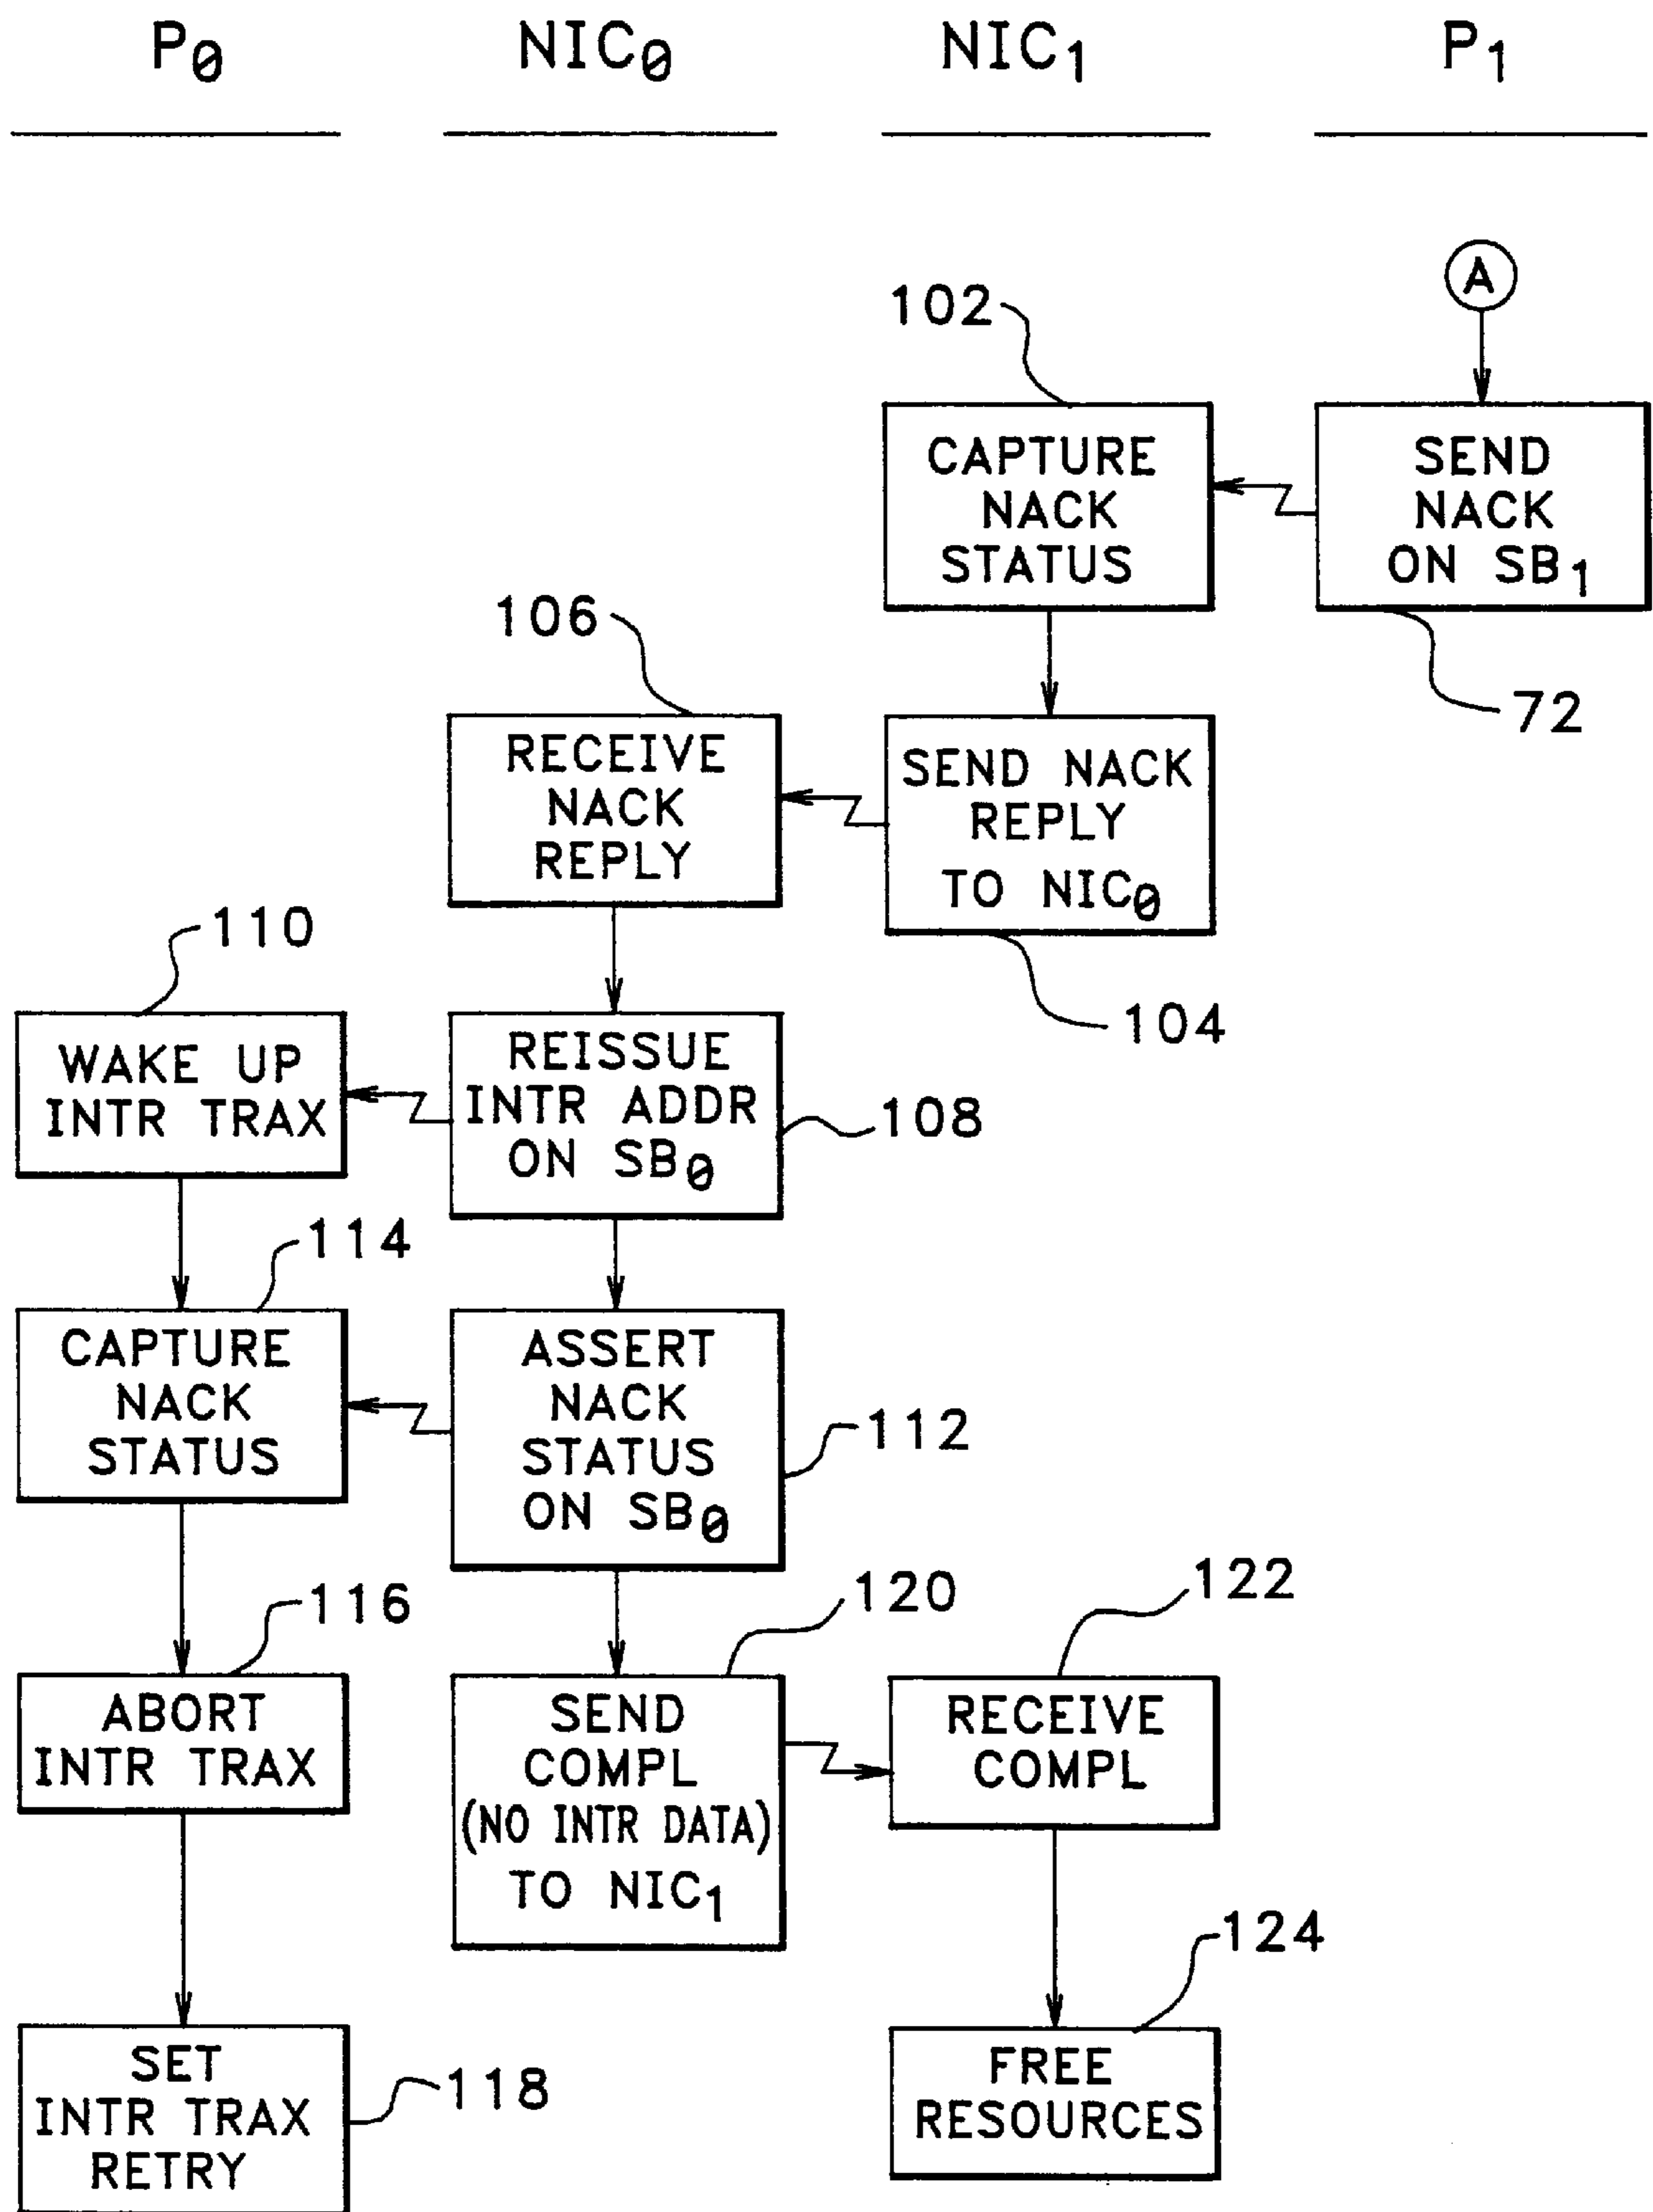 P0 NIC0 NIC1 P1
A
102
CAPTURE
NACK
STATUS
SEND
NACK
ON SB1
72
106
RECEIVE
NACK
REPLY
SEND NACK
REPLY
TO NIC0
104
110
WAKE UP
INTR TRAX
REISSUE
INTR ADDR
ON SB0
108
114
CAPTURE
NACK
STATUS
ASSERT
NACK
STATUS
ON SB0
112
116
ABORT
INTR TRAX
120
SEND
COMPL
(NO INTR DATA)
TO NIC1
122
RECEIVE
COMPL
124
SET
INTR TRAX
RETRY
118
FREE
RESOURCES